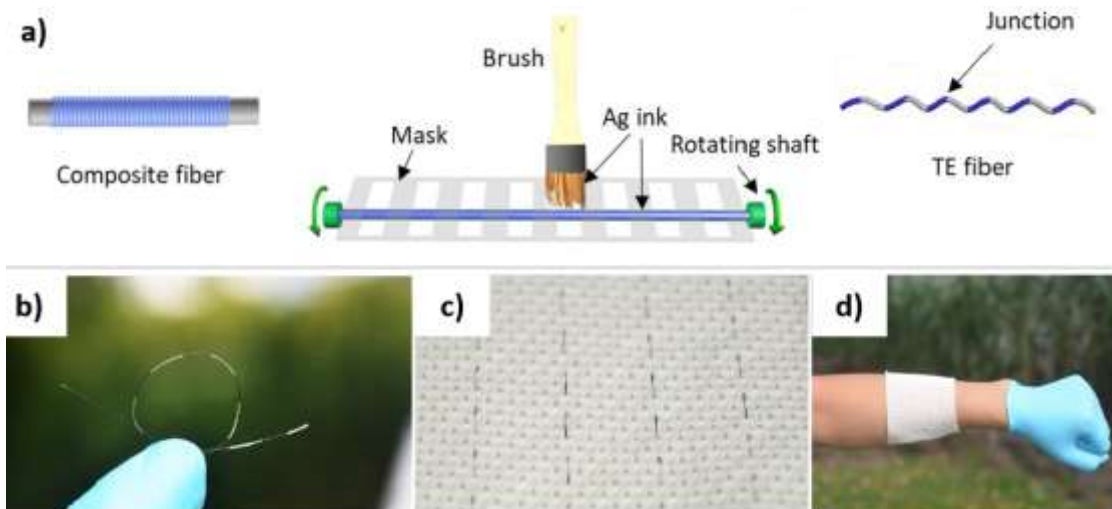 a)
Junction
Brush
Ag ink
Mask
Rotating shaft
Composite fiber
TE fiber
b)
c)
d)